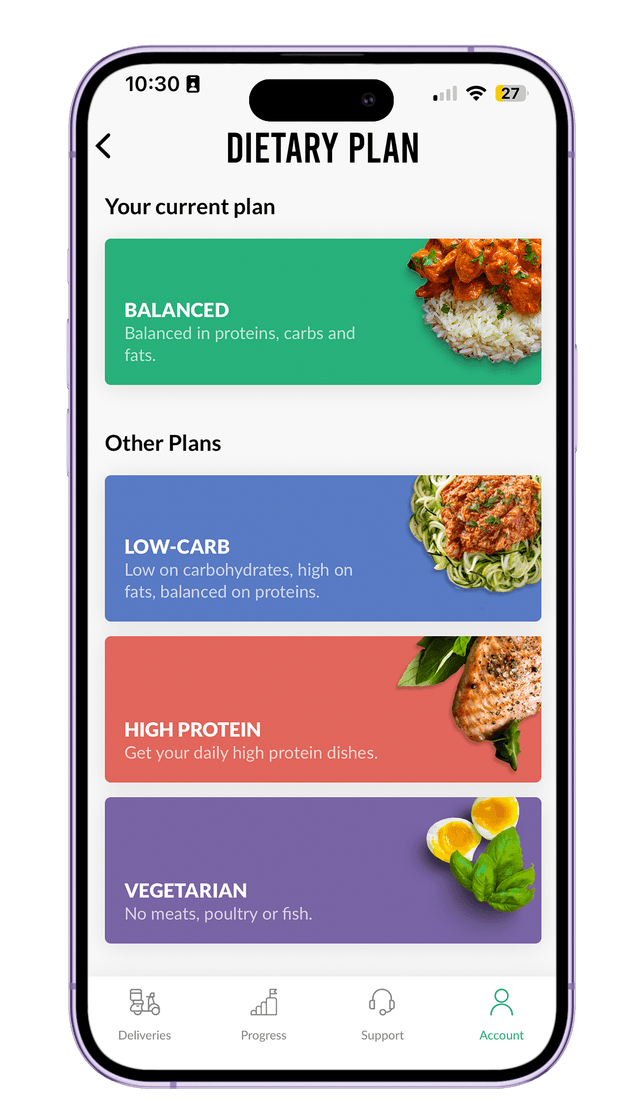 10:30
27
DIETARY PLAN
Your current plan
BALANCED
Balanced in proteins, carbs and
fats.
Other Plans
LOW-CARB
Low on carbohydrates, high on
fats, balanced on proteins.
HIGH PROTEIN
Get your daily high protein dishes.
VEGETARIAN
No meats, poultry or fish.
Deliveries
Progress
Support
Account